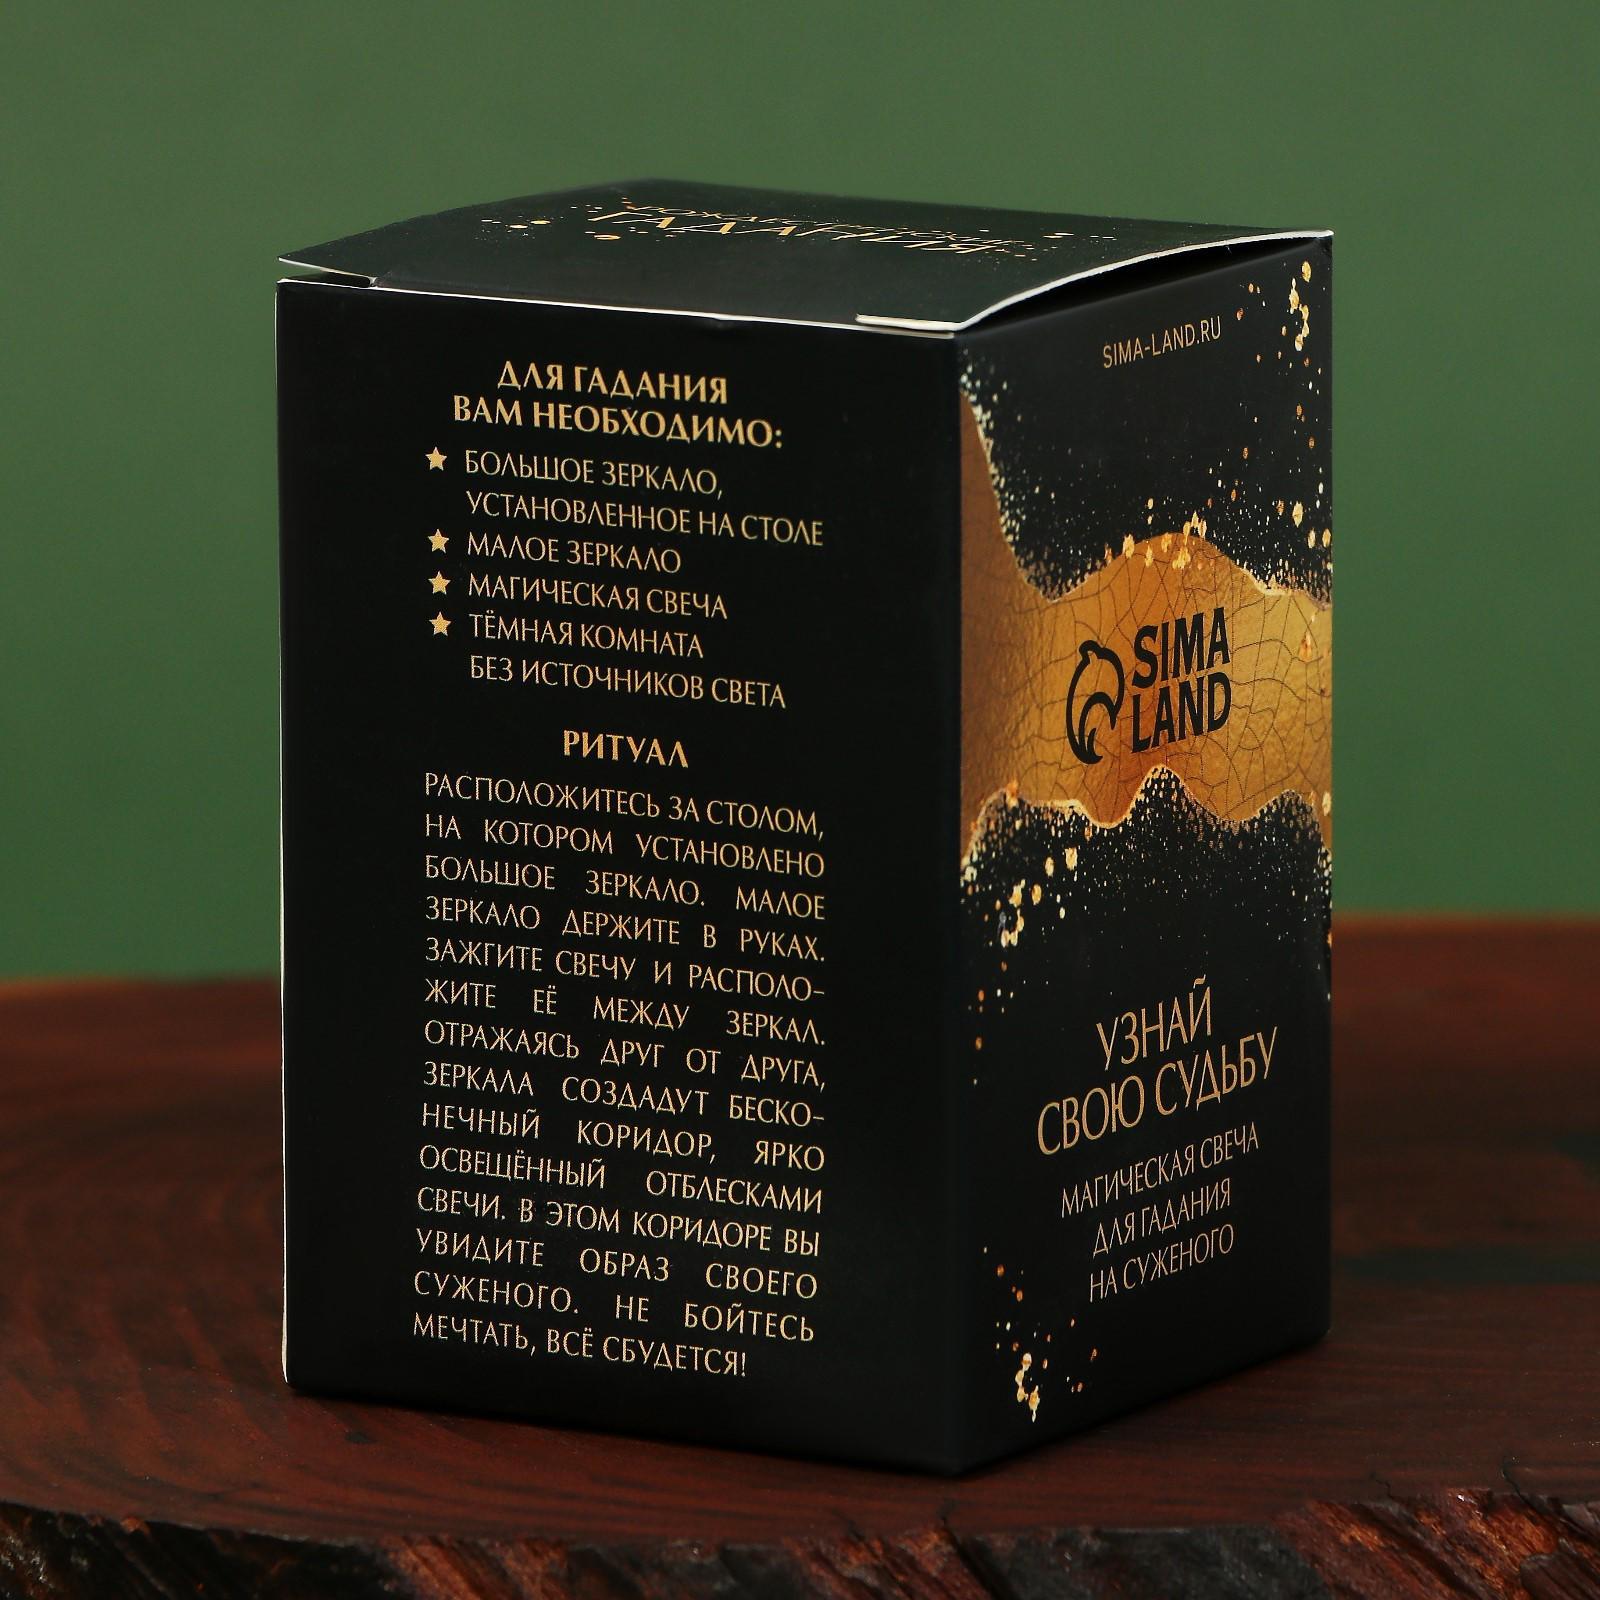 РОЖДЕСТВЕНСКИЕ
ГАДАНИЯ
ДЛЯ ГАДАНИЯ
ВАМ НЕОБХОДИМО:
БОЛЬШОЕ ЗЕРКАЛО,
УСТАНОВЛЕННОЕ НА СТОЛЕ
МАЛОЕ ЗЕРКАЛО
МАГИЧЕСКАЯ СВЕЧА
ТЁМНАЯ КОМНАТА
БЕЗ ИСТОЧНИКОВ СВЕТА
РИТУАЛ
РАСПОЛОЖИТЕСЬ ЗА СТОЛОМ,
НА КОТОРОМ УСТАНОВЛЕНО
БОЛЬШОЕ ЗЕРКАЛО. МАЛОЕ
ЗЕРКАЛО ДЕРЖИТЕ В РУКАХ.
ЗАЖГИТЕ СВЕЧУ И РАСПОЛО-
ЖИТЕ ЕЁ МЕЖДУ ЗЕРКАЛ.
ОТРАЖАЯСЬ ДРУГ ОТ ДРУГА,
ЗЕРКАЛА СОЗДАДУТ БЕСКО-
НЕЧНЫЙ КОРИДОР, ЯРКО
ОСВЕЩЁННЫЙ ОТБЛЕСКАМИ
СВЕЧИ. В ЭТОМ КОРИДОРЕ ВЫ
УВИДИТЕ ОБРАЗ СВОЕГО
СУЖЕНОГО. НЕ БОЙТЕСЬ
МЕЧТАТЬ, ВСЁ СБУДЕТСЯ!
SIMA-LAND.RU
SIMA
LAND
УЗНАЙ
СВОЮ СУДЬБУ
МАГИЧЕСКАЯ СВЕЧА
ДЛЯ ГАДАНИЯ
НА СУЖЕНОГО